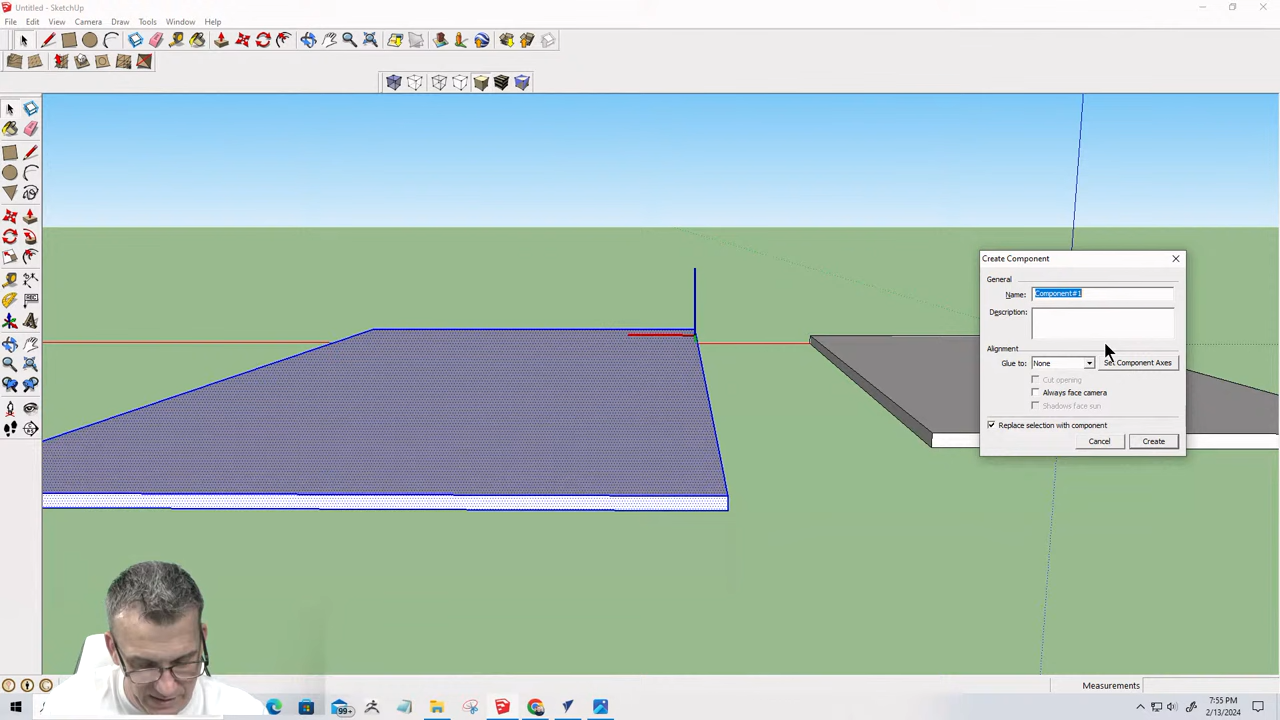 Untitled - SketchUp
File Edit View Camera Draw Tools Window Help
Create Component
General
Name: Component#1
Description:
Alignment
Glue to: None Set Component Axes
Cut opening
Always face camera
Shadows face sun
Replace selection with component
Cancel Create
Measurements
99+
7:55 PM
2/13/2024